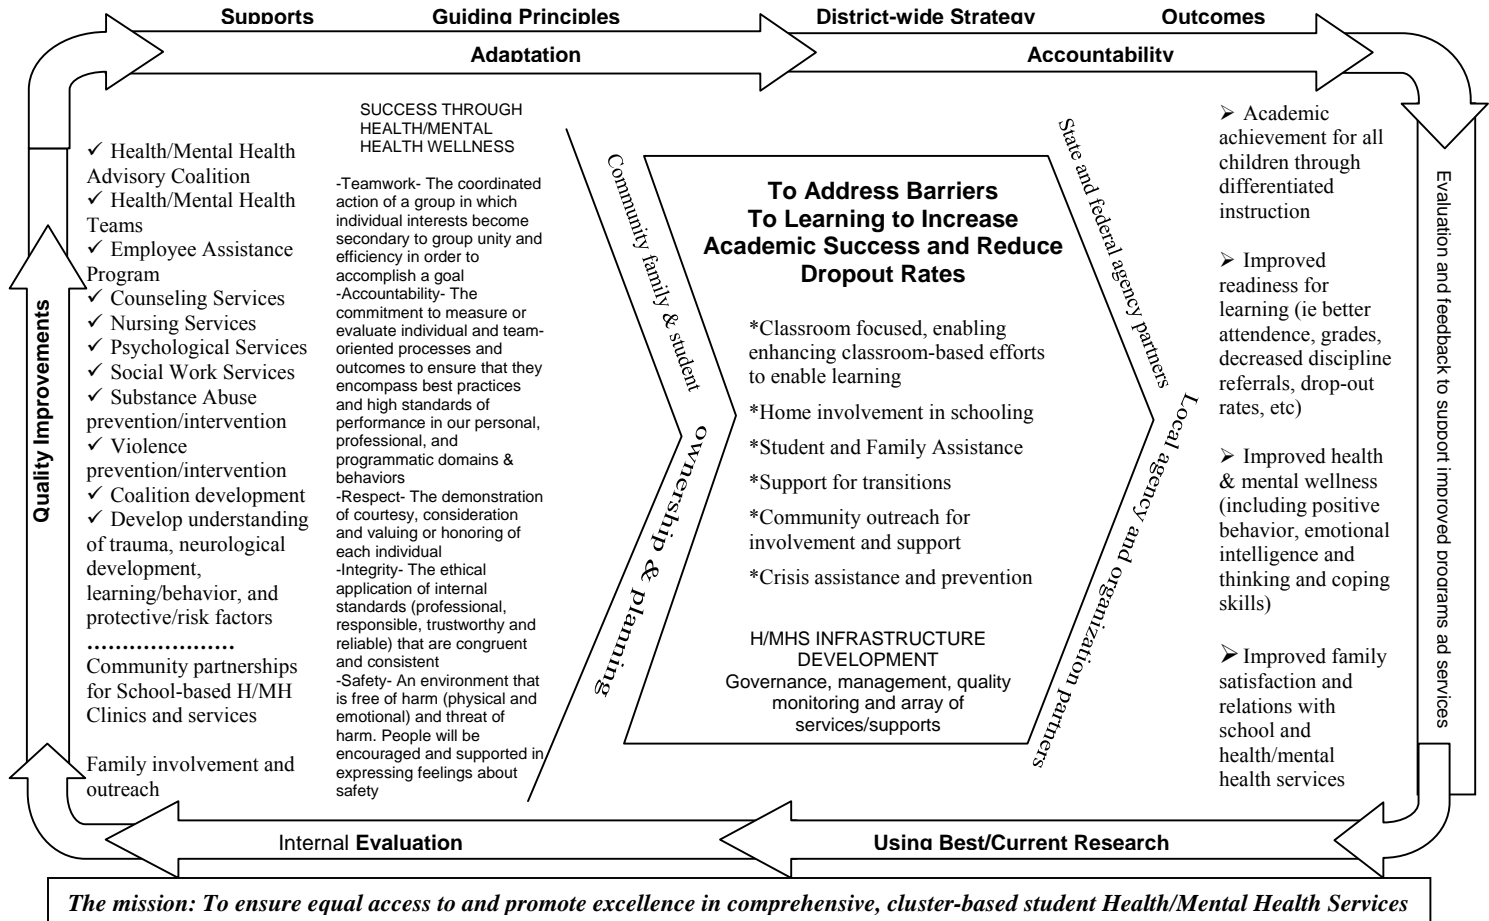 Supports
Guiding Principles
District-wide Strategy
Outcomes
Adaptation
Accountability
✓ Health/Mental Health
Advisory Coalition
✓ Health/Mental Health
Teams
✓ Employee Assistance
Program
✓ Counseling Services
✓ Nursing Services
✓ Psychological Services
✓ Social Work Services
✓ Substance Abuse
prevention/intervention
✓ Violence
prevention/intervention
✓ Coalition development
✓ Develop understanding
of trauma, neurological
development,
learning/behavior, and
protective/risk factors
.....................
Community partnerships
for School-based H/MH
Clinics and services
Family involvement and
outreach
SUCCESS THROUGH
HEALTH/MENTAL
HEALTH WELLNESS
-Teamwork- The coordinated
action of a group in which
individual interests become
secondary to group unity and
efficiency in order to
accomplish a goal
-Accountability- The
commitment to measure or
evaluate individual and team-
oriented processes and
outcomes to ensure that they
encompass best practices
and high standards of
performance in our personal,
professional, and
programmatic domains &
behaviors
-Respect- The demonstration
of courtesy, consideration
and valuing or honoring of
each individual
-Integrity- The ethical
application of internal
standards (professional,
responsible, trustworthy and
reliable) that are congruent
and consistent
-Safety- An environment that
is free of harm (physical and
emotional) and threat of
harm. People will be
encouraged and supported in
expressing feelings about
safety
Community family & student
ownership & planning
To Address Barriers
To Learning to Increase
Academic Success and Reduce
Dropout Rates
*Classroom focused, enabling
enhancing classroom-based efforts
to enable learning
*Home involvement in schooling
*Student and Family Assistance
*Support for transitions
*Community outreach for
involvement and support
*Crisis assistance and prevention
H/MHS INFRASTRUCTURE
DEVELOPMENT
Governance, management, quality
monitoring and array of
services/supports
State and federal agency partners
Local agency and organization partners
➢ Academic
achievement for all
children through
differentiated
instruction
➢ Improved
readiness for
learning (ie better
attendence, grades,
decreased discipline
referrals, drop-out
rates, etc)
➢ Improved health
& mental wellness
(including positive
behavior, emotional
intelligence and
thinking and coping
skills)
➢ Improved family
satisfaction and
relations with
school and
health/mental
health services
Evaluation and feedback to support improved programs ad services
Quality Improvements
Internal Evaluation
Using Best/Current Research
The mission: To ensure equal access to and promote excellence in comprehensive, cluster-based student Health/Mental Health Services